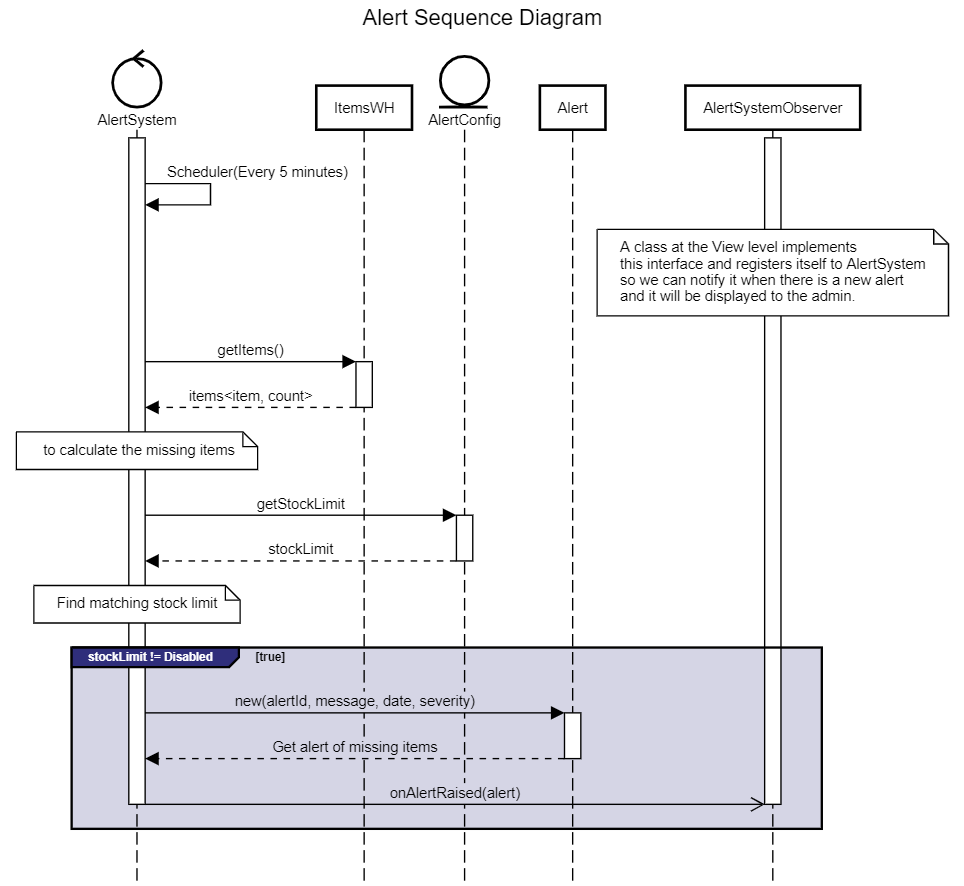 Alert Sequence Diagram
AlertSystem
ItemsWH
AlertConfig
Alert
AlertSystemObserver
Scheduler(Every 5 minutes)
A class at the View level implements
this interface and registers itself to AlertSystem
so we can notify it when there is a new alert
and it will be displayed to the admin.
getItems()
items<item, count>
to calculate the missing items
getStockLimit
stockLimit
Find matching stock limit
stockLimit != Disabled
[true]
new(alertId, message, date, severity)
Get alert of missing items
onAlertRaised(alert)